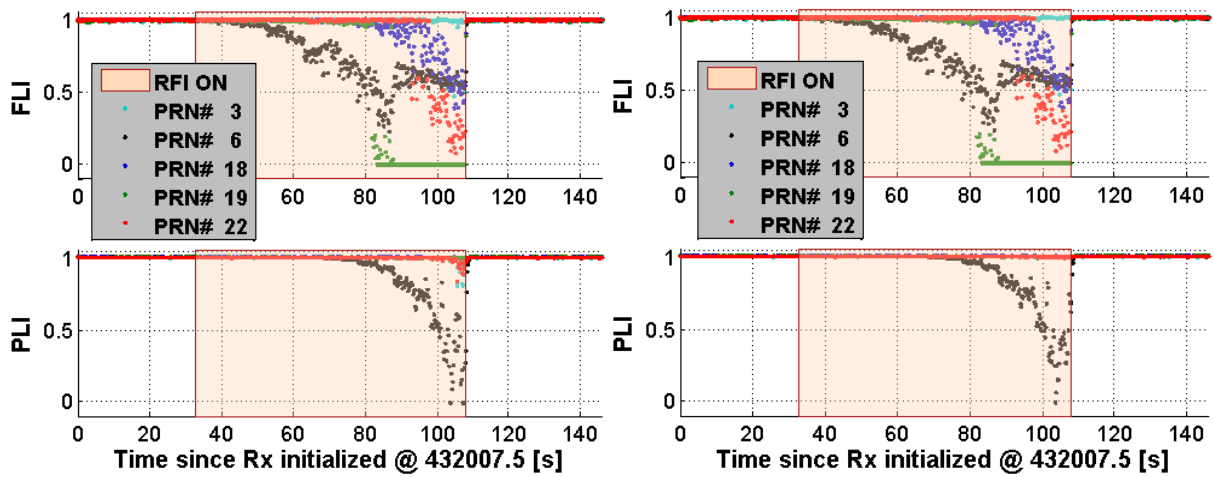 1
FLI 0.5
0
0 20 40 60 80 100 120 140
RFI ON
PRN# 3
PRN# 6
PRN# 18
PRN# 19
PRN# 22
1
PLI 0.5
0
0 20 40 60 80 100 120 140
Time since Rx initialized @ 432007.5 [s]
1
FLI 0.5
0
0 20 40 60 80 100 120 140
RFI ON
PRN# 3
PRN# 6
PRN# 18
PRN# 19
PRN# 22
1
PLI 0.5
0
0 20 40 60 80 100 120 140
Time since Rx initialized @ 432007.5 [s]